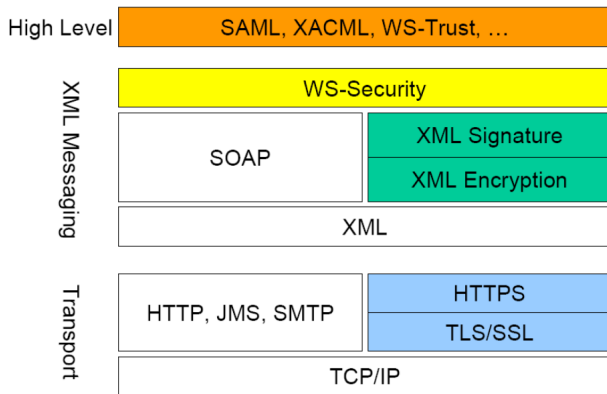 High Level
SAML, XACML, WS-Trust, ...
XML Messaging
WS-Security
SOAP
XML Signature
XML Encryption
XML
Transport
HTTP, JMS, SMTP
HTTPS
TLS/SSL
TCP/IP